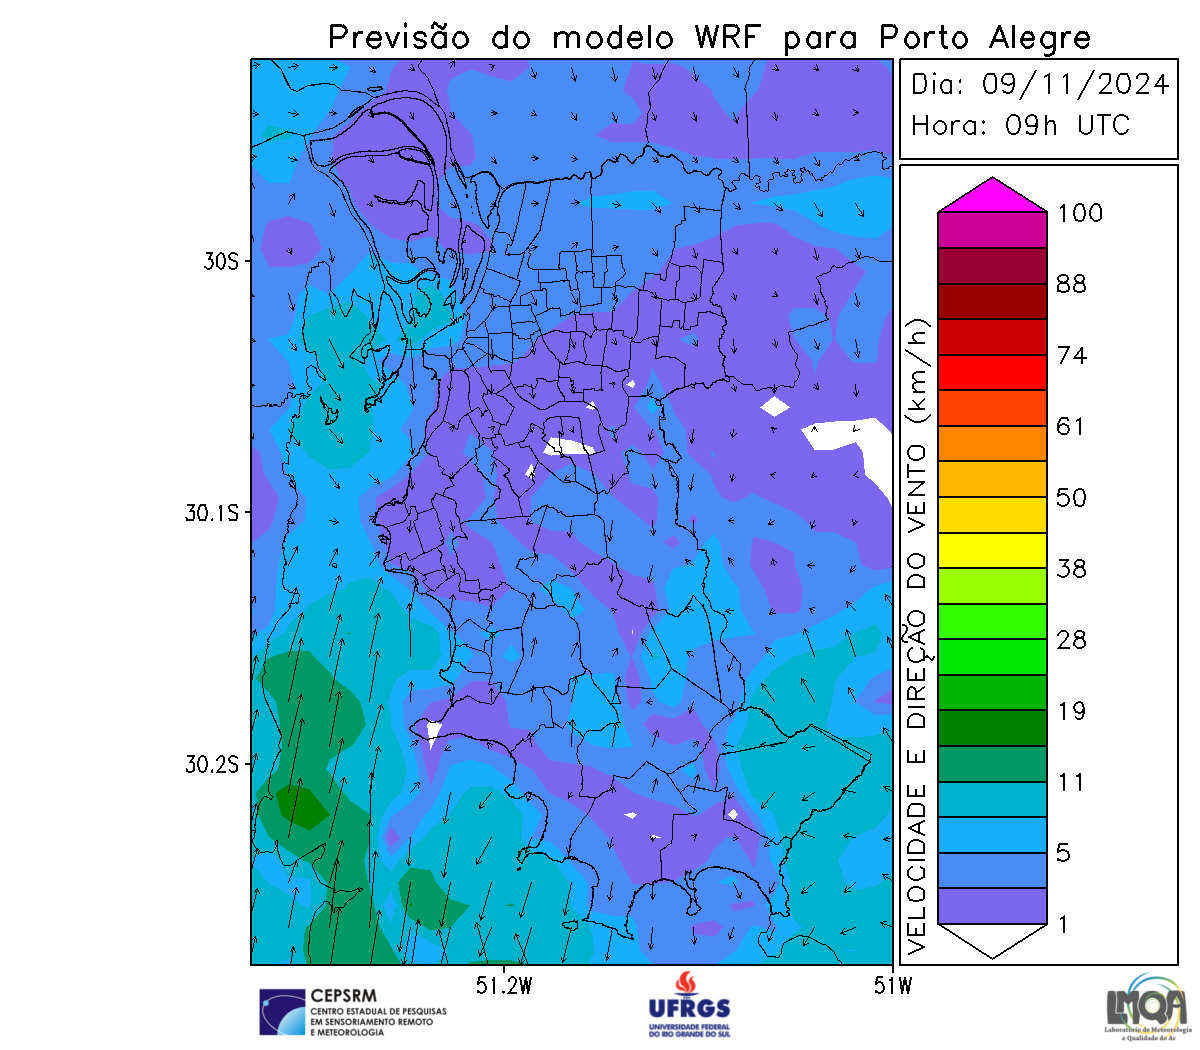 Previsão do modelo WRF para Porto Alegre
Dia: 09/11/2024
Hora: 09h UTC
30S
30.1S
30.2S
51.2W
51W
VELOCIDADE E DIREÇÃO DO VENTO (km/h)
100
88
74
61
50
38
28
19
11
5
1
CEPSRM
CENTRO ESTADUAL DE PESQUISAS
EM SENSORIAMENTO REMOTO
E METEOROLOGIA
UFRGS
UNIVERSIDADE FEDERAL
DO RIO GRANDE DO SUL
LMQA
Laboratório de Meteorologia
e Qualidade do Ar